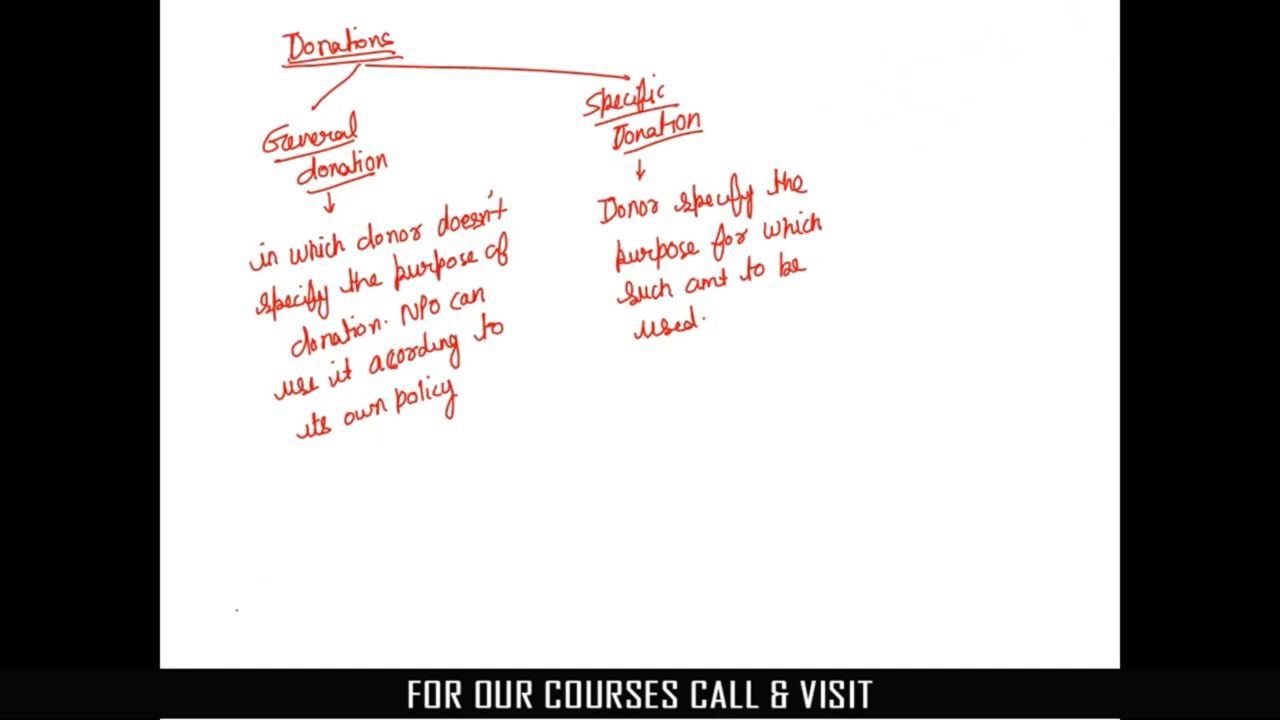 Donations
General
donation
in which donor doesn't
specify the purpose of
donation. NPO can
use it acording to
its own policy
Specific
Donation
Donor specify the
purpose for which
such amt to be
used.
FOR OUR COURSES CALL & VISIT